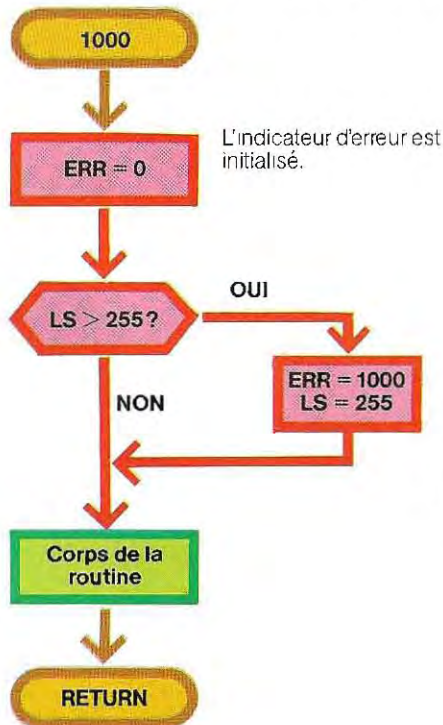 1000
ERR = 0
L'indicateur d'erreur est
initialisé.
LS > 255?
OUI
ERR = 1000
LS = 255
NON
Corps de la
routine
RETURN